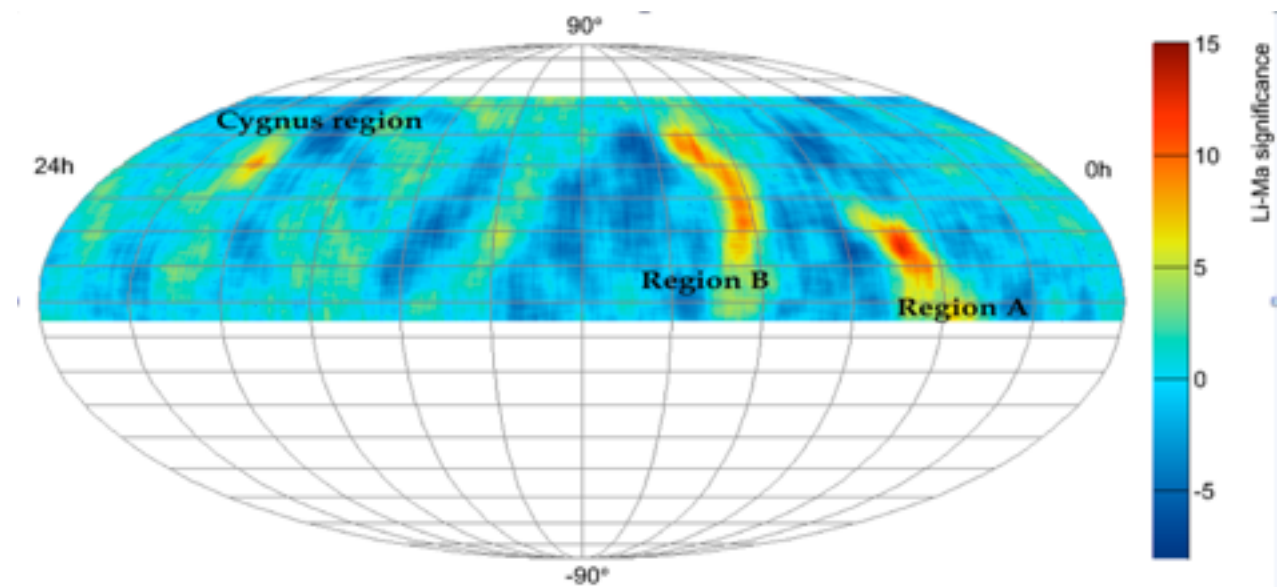 90°
Cygnus region
24h
0h
Region B
Region A
-90°
15
10
5
0
-5
Li-Ma significance